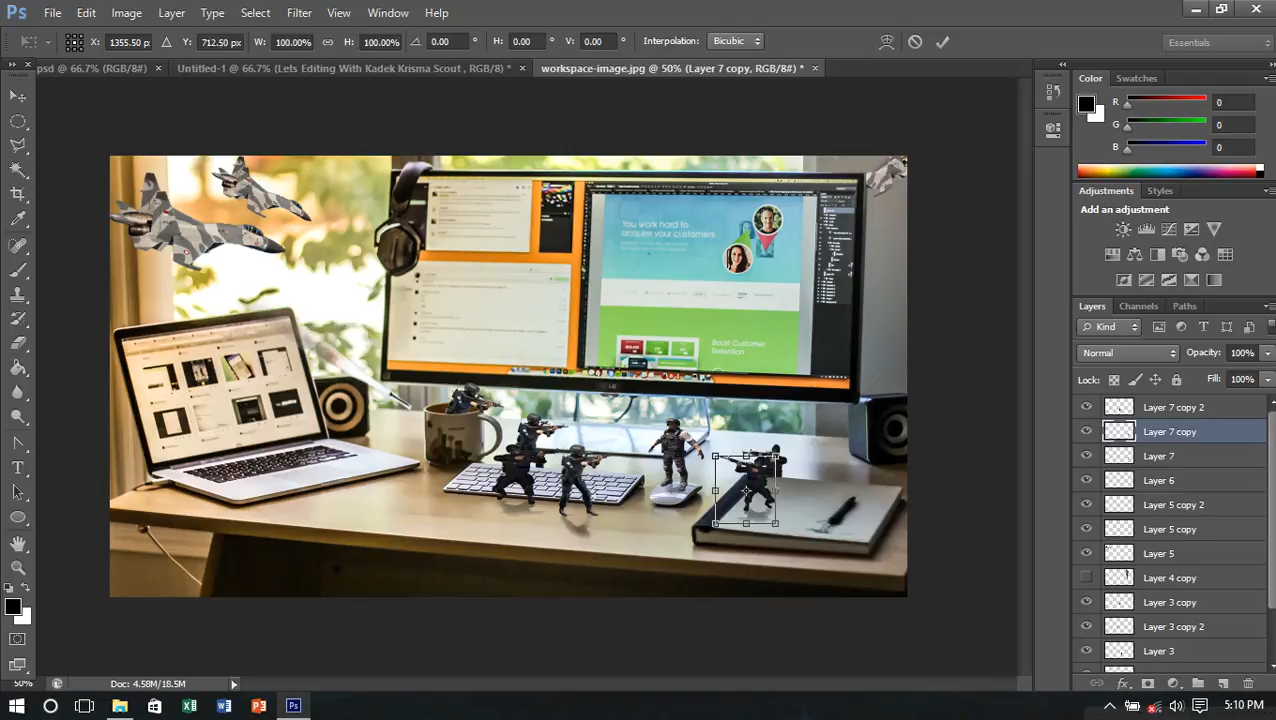 Ps File Edit Image Layer Type Select Filter View Window Help
X: 1355.50 px Y: 712.50 px W: 100.00% H: 100.00% 0.00 ° H: 0.00 ° V: 0.00 ° Interpolation: Bicubic Essentials
psd @ 66.7% (RGB/8#) × Untitled-1 @ 66.7% (Lets Editing With Kadek Krisma Scout , RGB/8#) * × workspace-image.jpg @ 50% (Layer 7 copy, RGB/8#) * ×
Color Swatches
R 0
G 0
B 0
Adjustments Styles
Add an adjustment
You work hard to
acquire your customers.
Boost Customer
Retention
LG
Layers Channels Paths
Kind
Normal Opacity: 100%
Lock: Fill: 100%
Layer 7 copy 2
Layer 7 copy
Layer 7
Layer 6
Layer 5 copy 2
Layer 5 copy
Layer 5
Layer 4 copy
Layer 3 copy
Layer 3 copy 2
Layer 3
fx
50% Doc: 4.58M/18.5M
5:10 PM